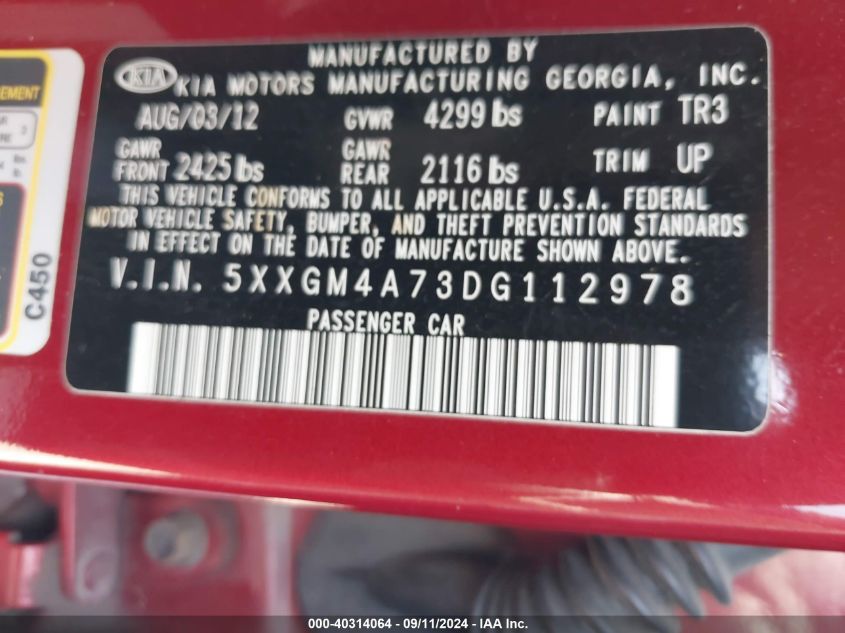 MANUFACTURED BY
KIA KIA MOTORS MANUFACTURING GEORGIA, INC.
AUG/03/12 GVWR 4299 lbs PAINT TR3
GAWR FRONT 2425 lbs GAWR REAR 2116 lbs TRIM UP
THIS VEHICLE CONFORMS TO ALL APPLICABLE U.S.A. FEDERAL
MOTOR VEHICLE SAFETY, BUMPER, AND THEFT PREVENTION STANDARDS
IN EFFECT ON THE DATE OF MANUFACTURE SHOWN ABOVE.
V.I.N. 5XXGM4A73DG112978
PASSENGER CAR
C450
000-40314064 - 09/11/2024 - IAA Inc.